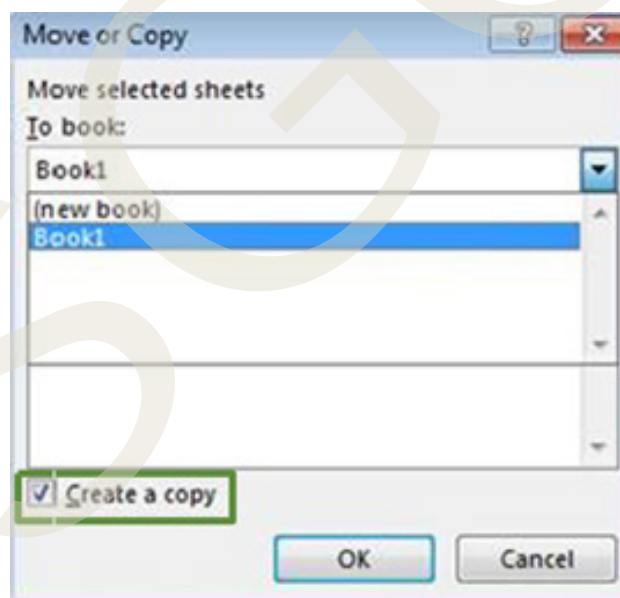 Move or Copy
Move selected sheets
To book:
Book1
(new book)
Book1
Create a copy
OK
Cancel